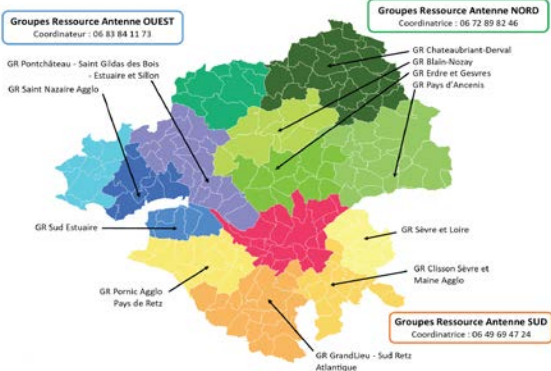 Groupes Ressource Antenne OUEST
Coordinateur : 06 83 84 11 73
Groupes Ressource Antenne NORD
Coordinatrice : 06 72 89 82 46
GR Chateaubriant-Derval
GR Blain-Nozay
GR Erdre et Gesvres
GR Pays d'Ancenis
GR Pontchâteau - Saint Gildas des Bois
- Estuaire et Sillon
GR Saint Nazaire Agglo
GR Sud Estuaire
GR Sèvre et Loire
GR Clisson Sèvre et
Maine Agglo
GR Pornic Agglo
Pays de Retz
Groupes Ressource Antenne SUD
Coordinatrice : 06 49 69 47 24
GR GrandLieu - Sud Retz
Atlantique